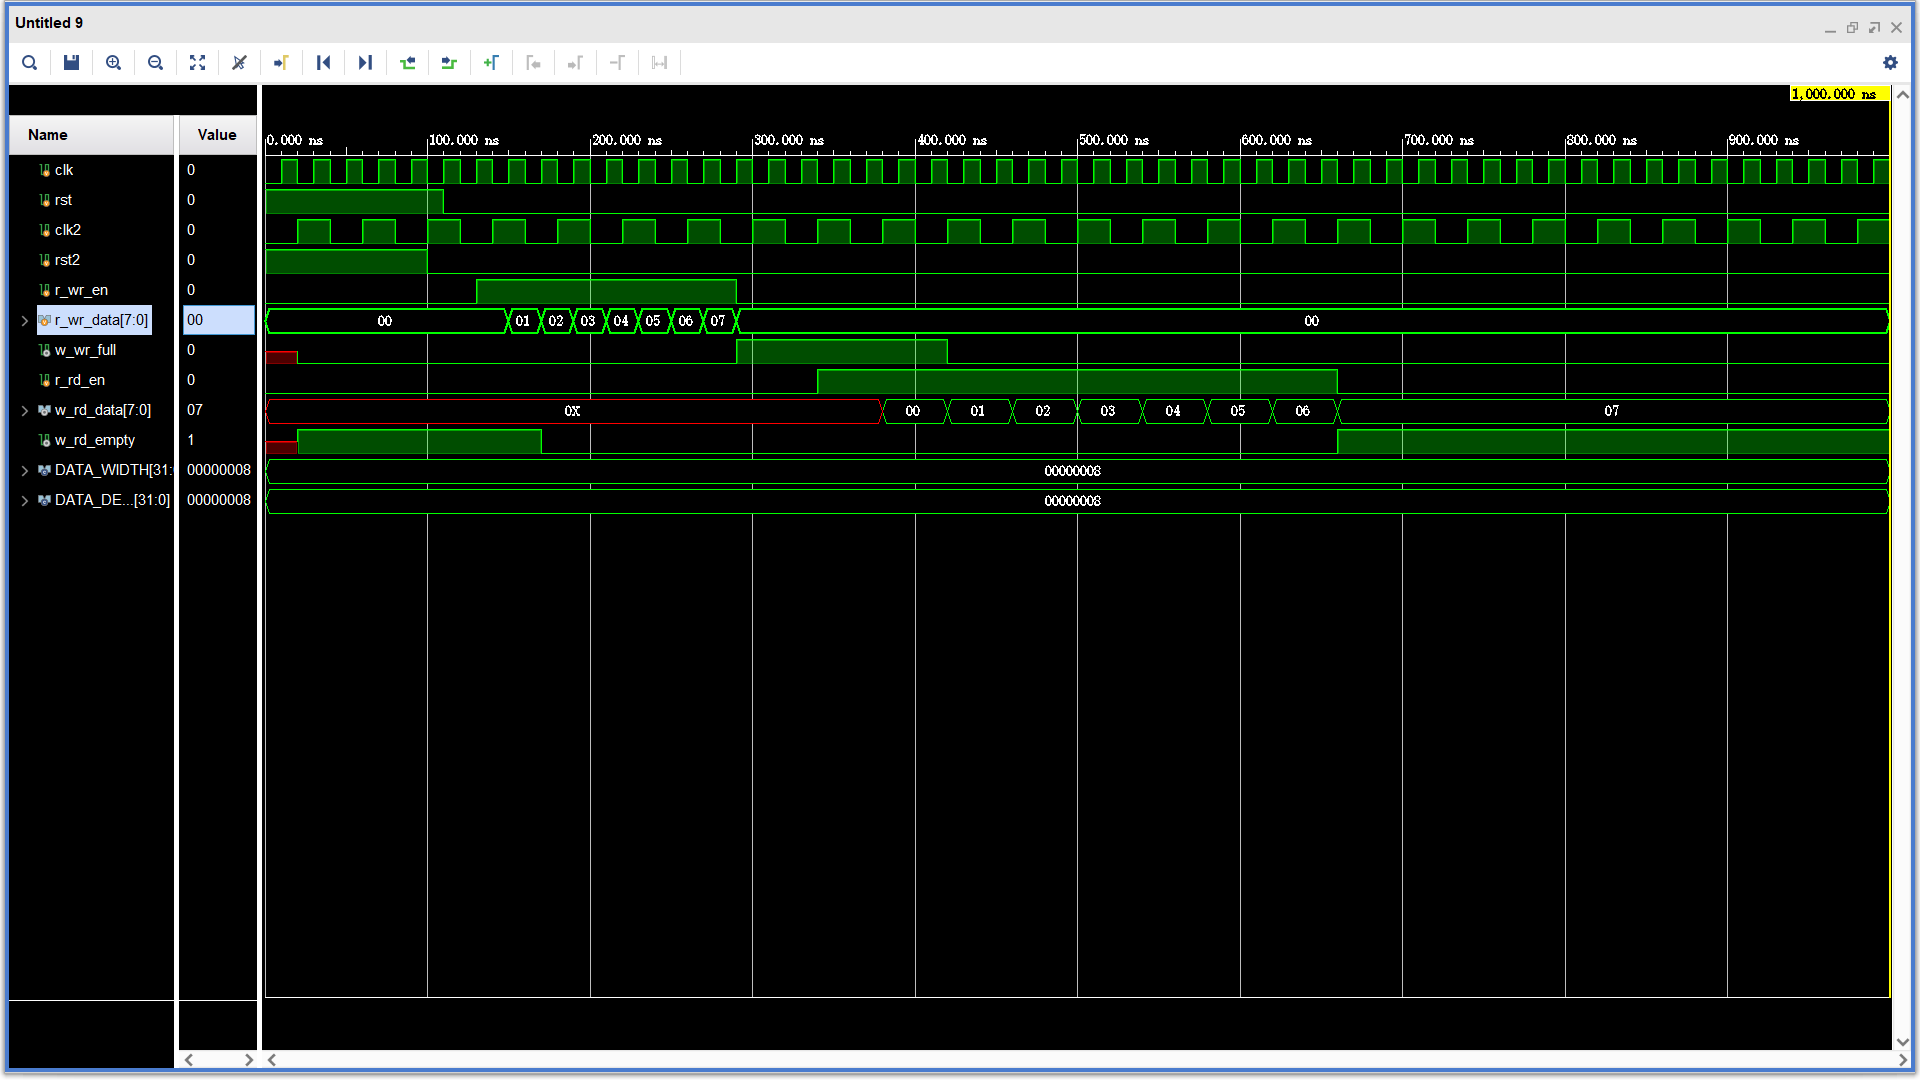 Untitled 9
1,000.000 ns
Name Value
0.000 ns 100.000 ns 200.000 ns 300.000 ns 400.000 ns 500.000 ns 600.000 ns 700.000 ns 800.000 ns 900.000 ns
clk 0
rst 0
clk2 0
rst2 0
r_wr_en 0
r_wr_data[7:0] 00 00 01 02 03 04 05 06 07 00
w_wr_full 0
r_rd_en 0
w_rd_data[7:0] 07 0X 00 01 02 03 04 05 06 07
w_rd_empty 1
DATA_WIDTH[31: 00000008 00000008
DATA_DE...[31:0] 00000008 00000008